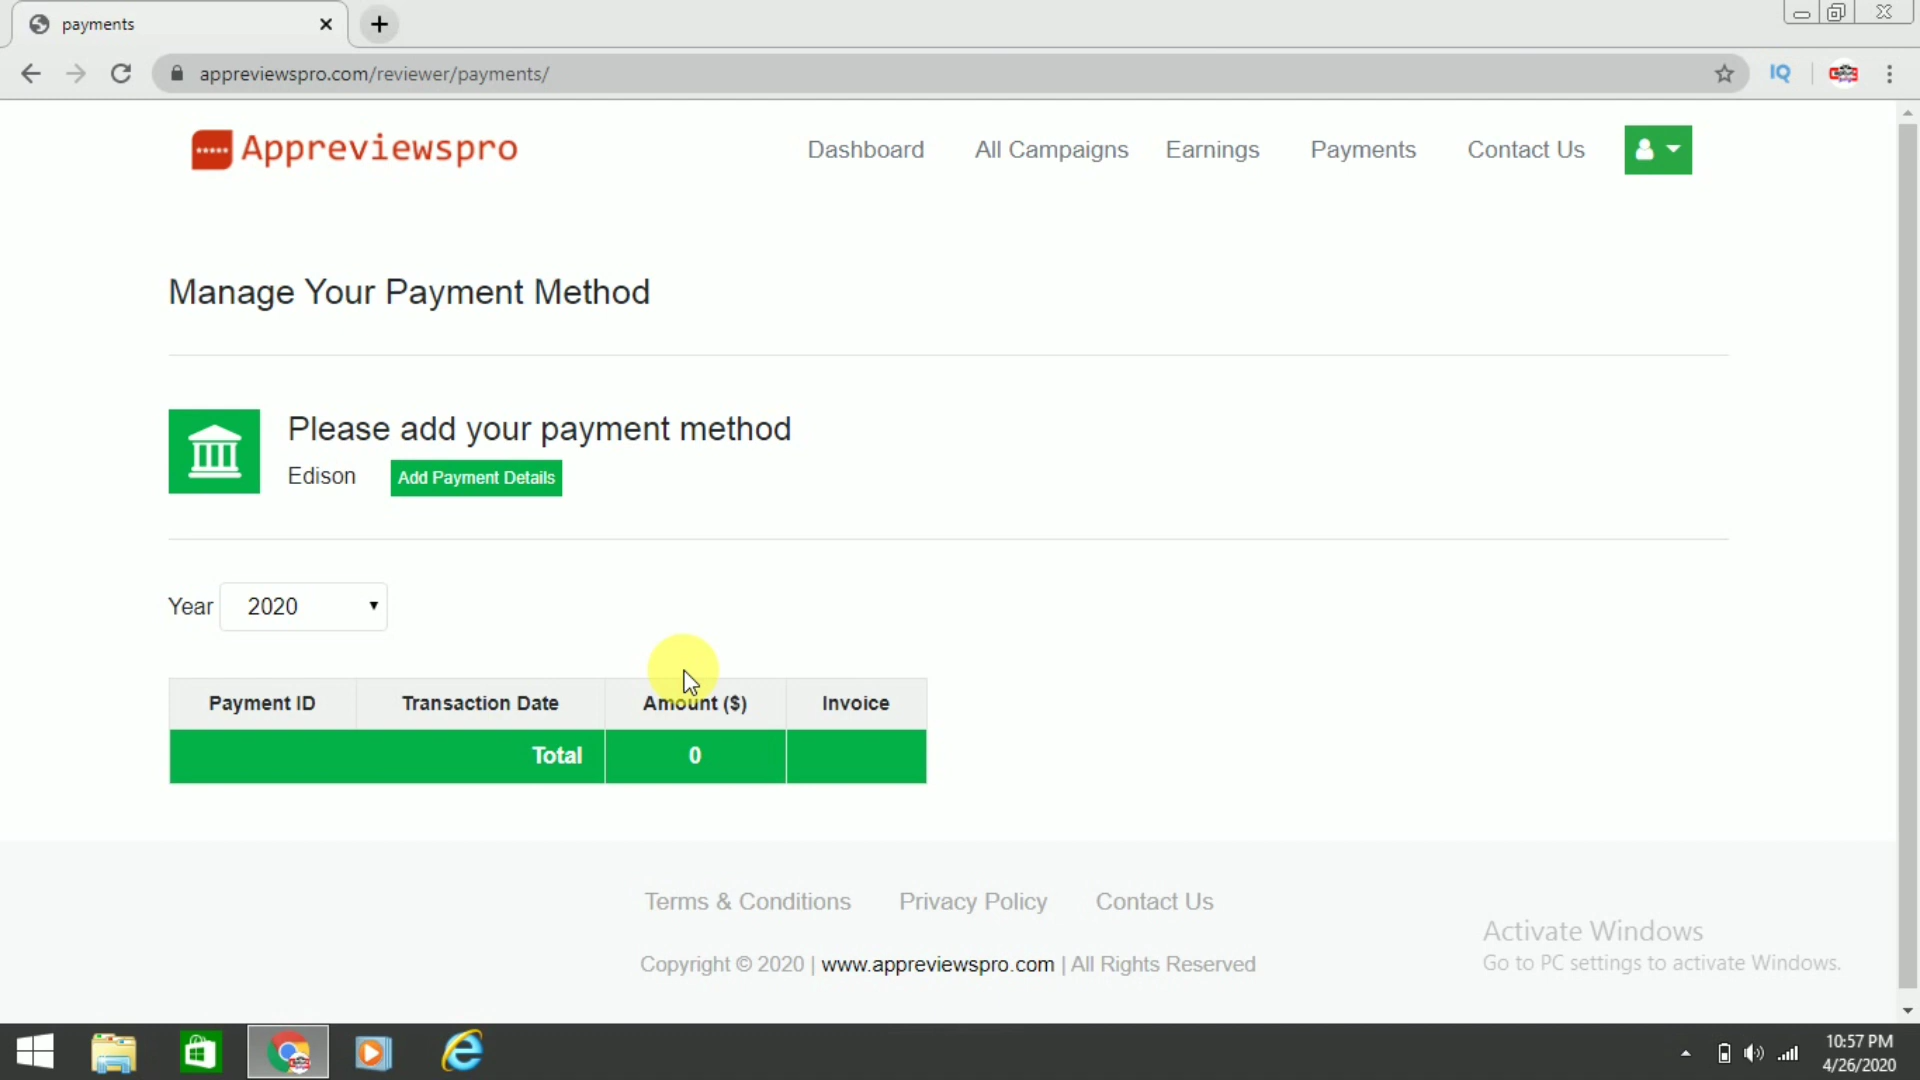 payments
appreviewspro.com/reviewer/payments/
IQ
Appreviewspro
Dashboard All Campaigns Earnings Payments Contact Us
Manage Your Payment Method
Please add your payment method
Edison Add Payment Details
Year 2020
Payment ID Transaction Date Amount ($) Invoice
Total 0
Terms & Conditions Privacy Policy Contact Us
Activate Windows
Go to PC settings to activate Windows.
Copyright © 2020 | www.appreviewspro.com | All Rights Reserved
10:57 PM
4/26/2020